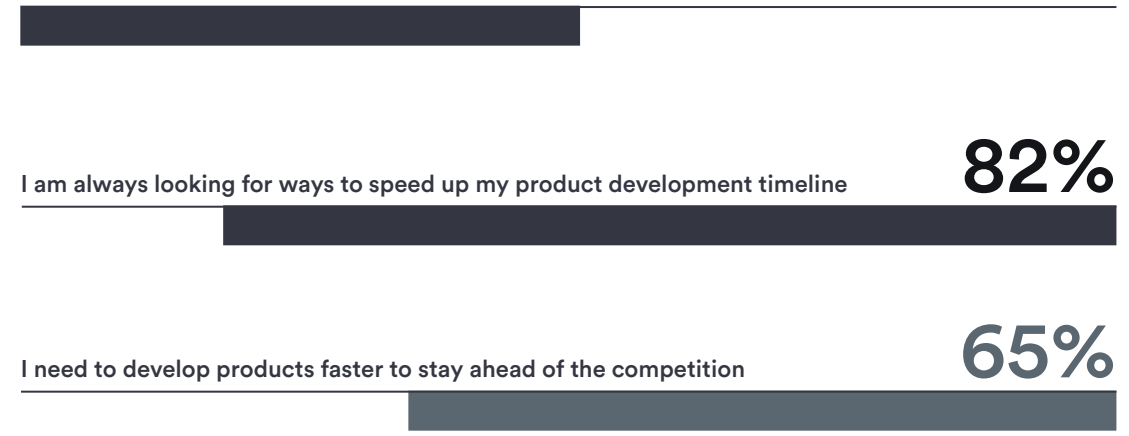 82%
I am always looking for ways to speed up my product development timeline
65%
I need to develop products faster to stay ahead of the competition